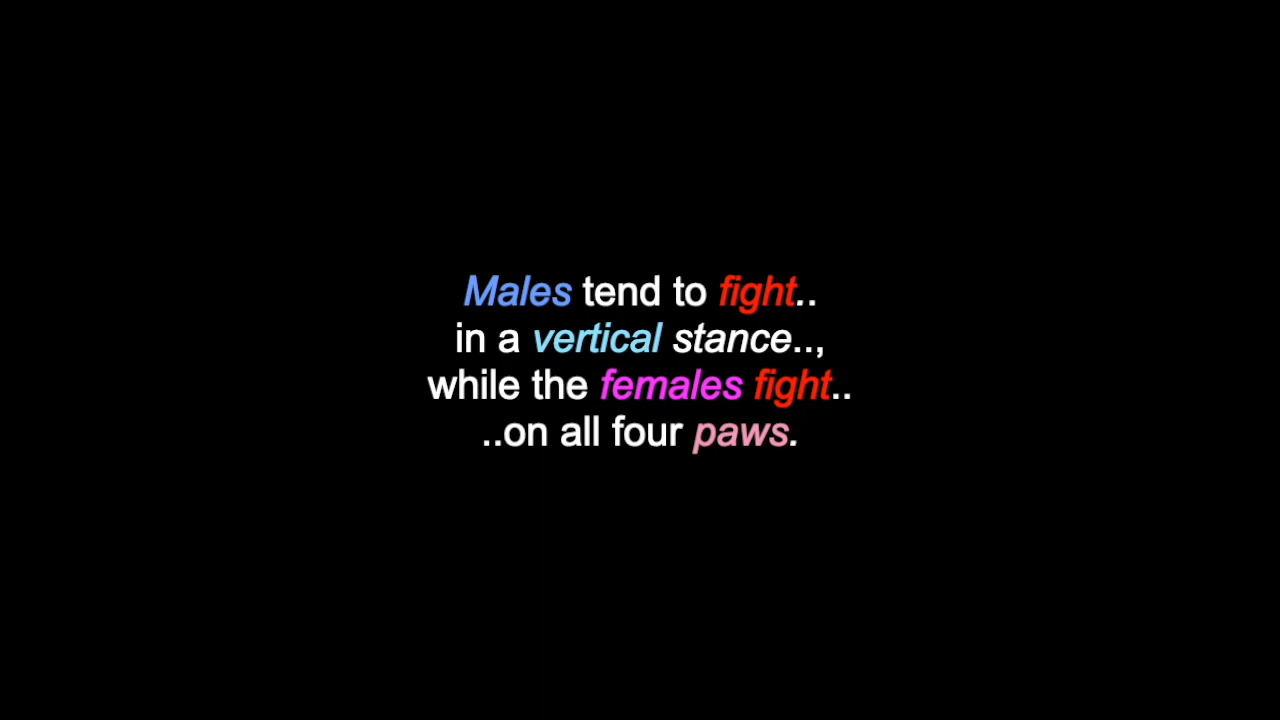 Males tend to fight..
in a vertical stance..,
while the females fight..
..on all four paws.